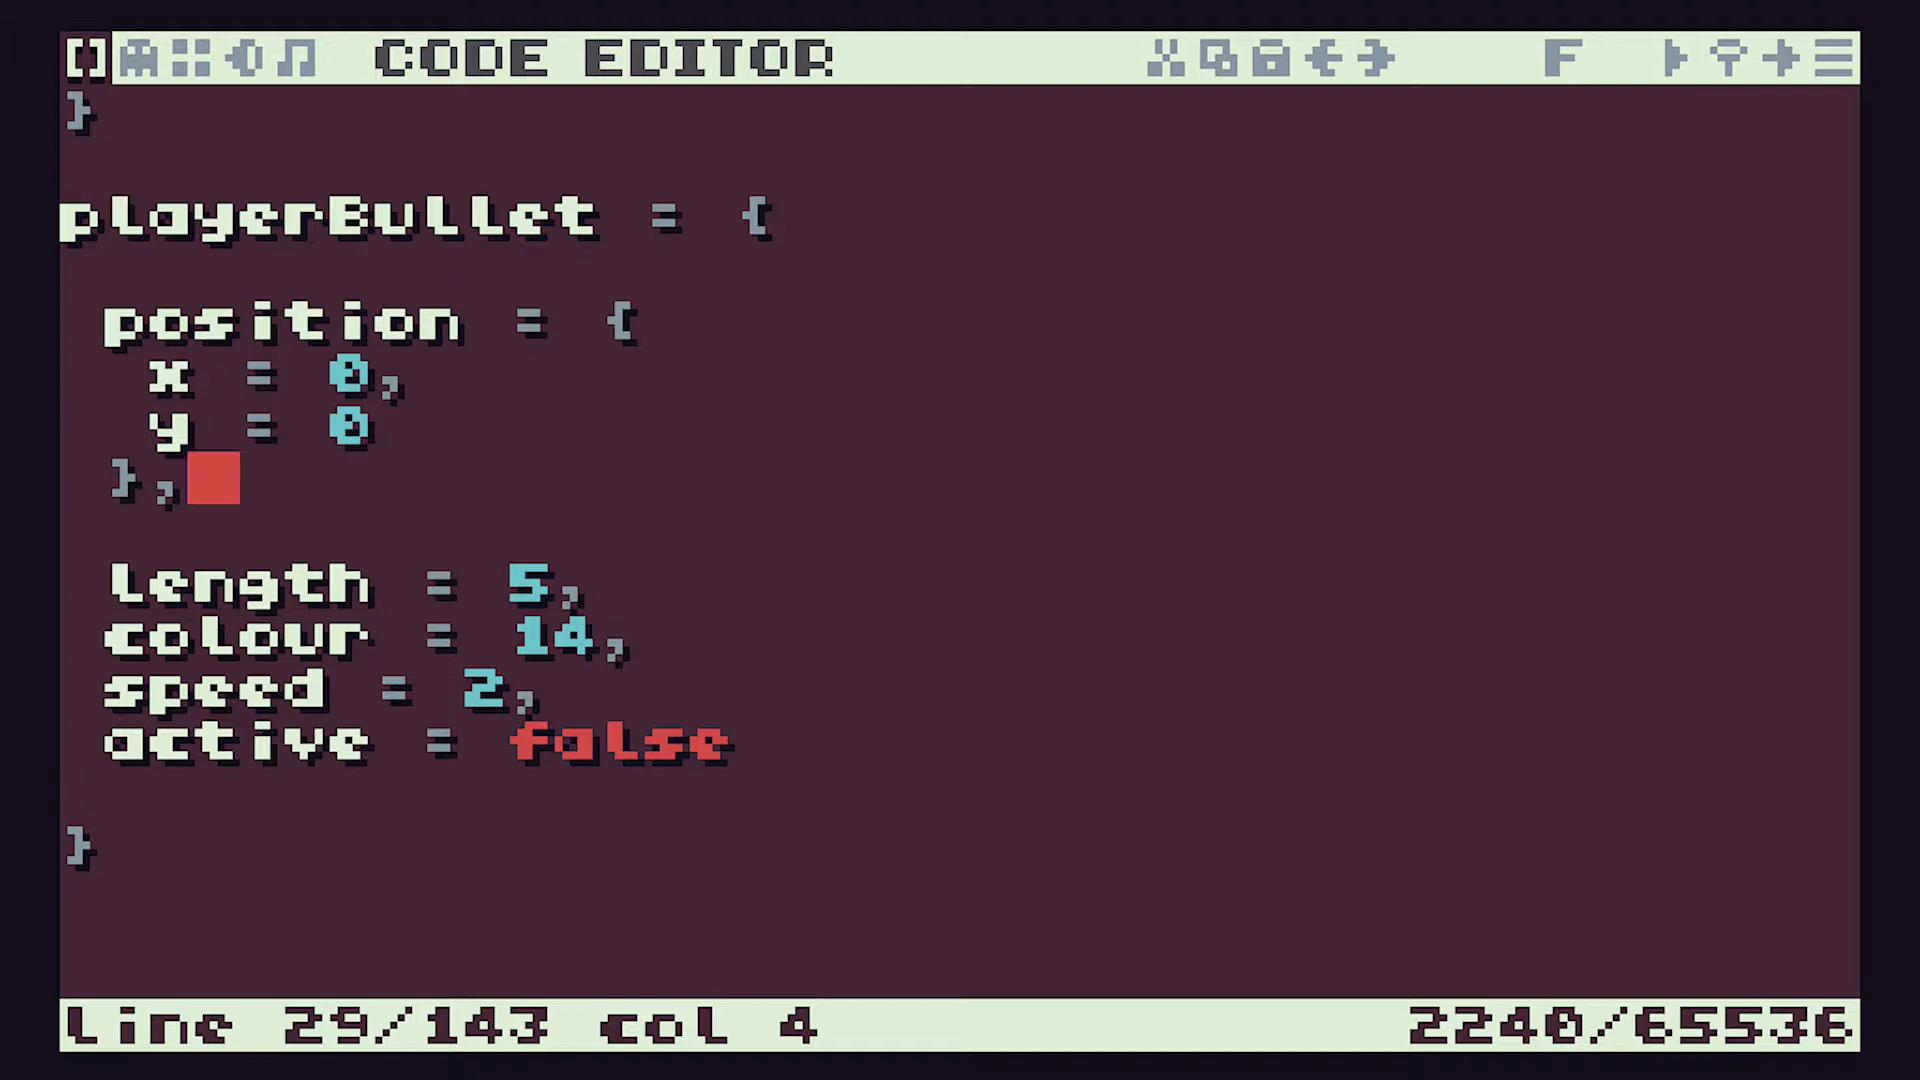 CODE EDITOR F
}
playerBullet = {
position = {
x = 0,
y = 0
},
length = 5,
colour = 14,
speed = 2,
active = false
}
line 29/143 col 4 2240/65536